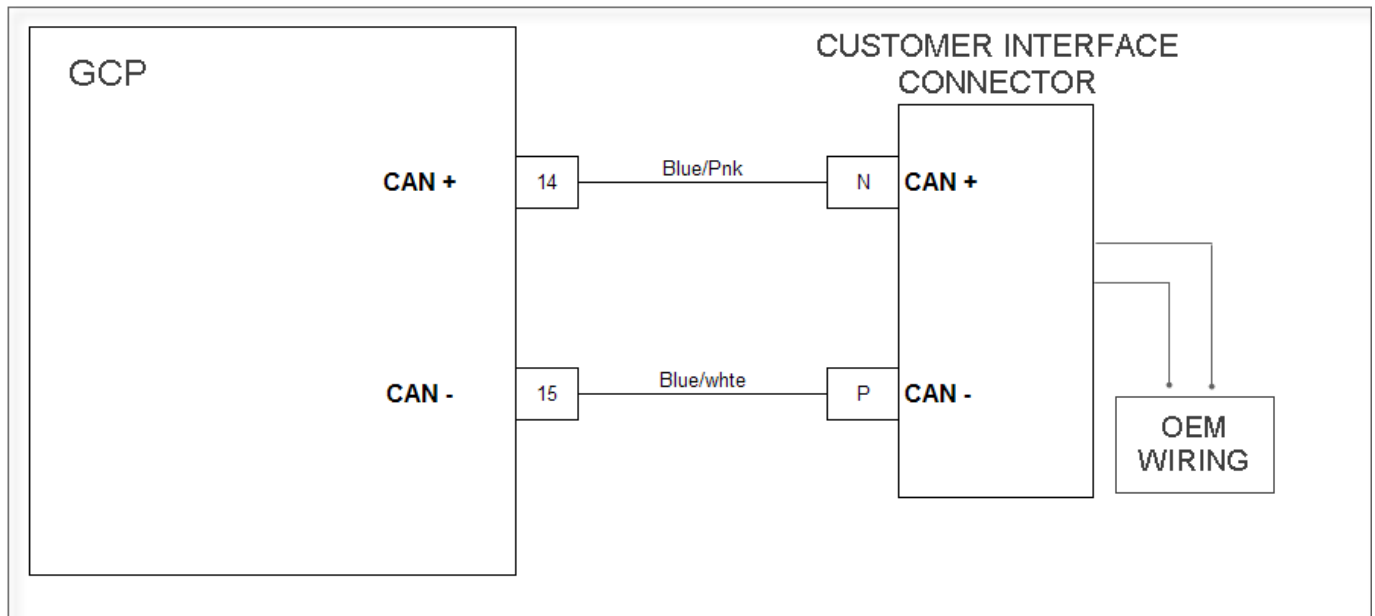 GCP
CUSTOMER INTERFACE
CONNECTOR
CAN +
14
Blue/Pnk
N
CAN +
CAN -
15
Blue/whte
P
CAN -
OEM
WIRING